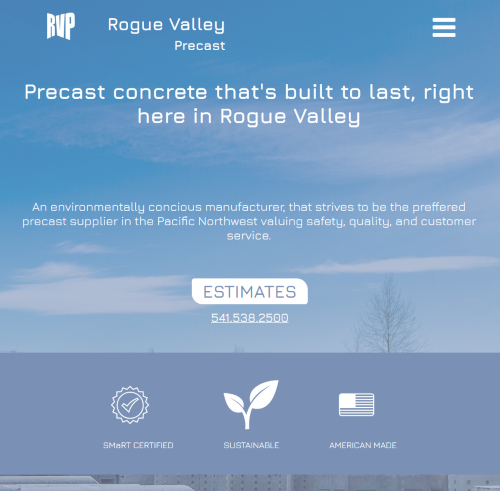 RVP
Rogue Valley
Precast
Precast concrete that's built to last, right
here in Rogue Valley
An environmentally concious manufacturer, that strives to be the preffered
precast supplier in the Pacific Northwest valuing safety, quality, and customer
service.
ESTIMATES
541.538.2500
SMaRT CERTIFIED
SUSTAINABLE
AMERICAN MADE